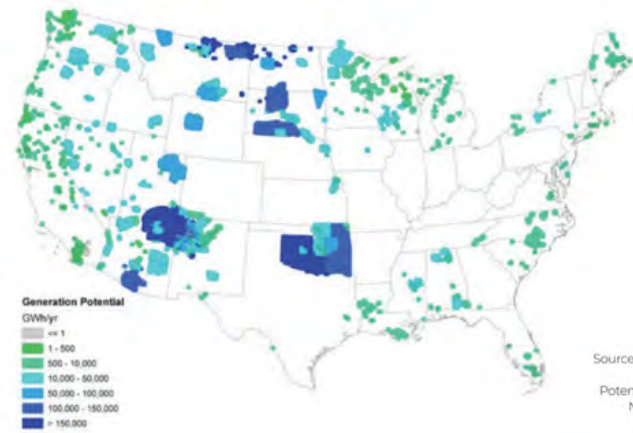 Generation Potential
GWh/yr
<= 1
1 - 500
500 - 10,000
10,000 - 50,000
50,000 - 100,000
100,000 - 150,000
> 150,000
Source
Poten
N